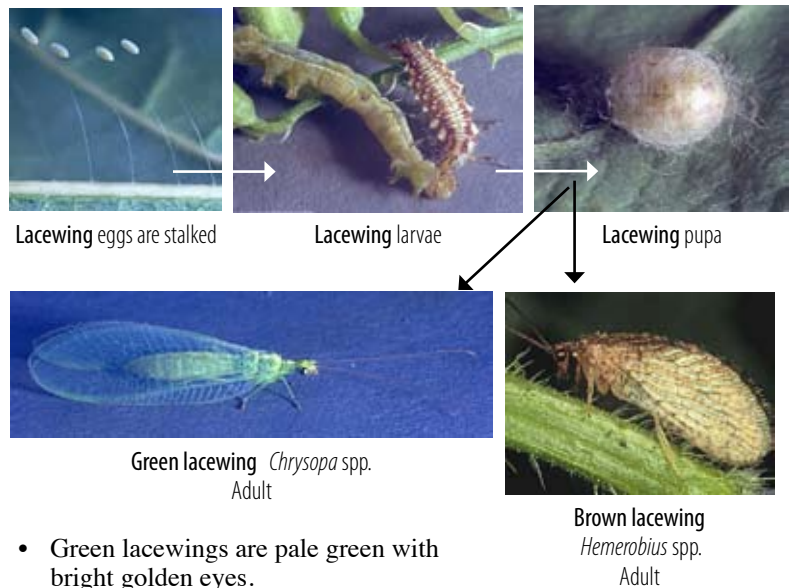 Lacewing eggs are stalked
Lacewing larvae
Lacewing pupa
Green lacewing Chrysopa spp.
Adult
Brown lacewing
Hemerobius spp.
Adult
• Green lacewings are pale green with
bright golden eyes.